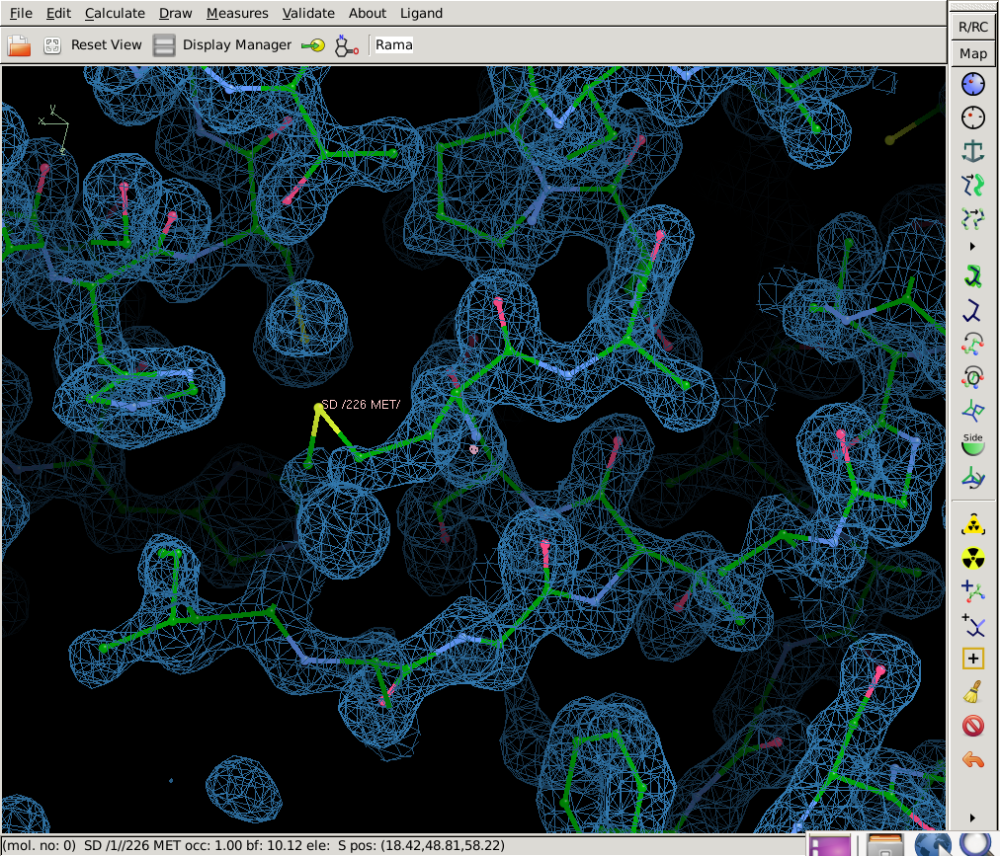 File Edit Calculate Draw Measures Validate About Ligand
Reset View Display Manager Rama
R/RC
Map
SD /226 MET/
Side
(mol. no: 0) SD /1//226 MET occ: 1.00 bf: 10.12 ele: S pos: (18.42,48.81,58.22)